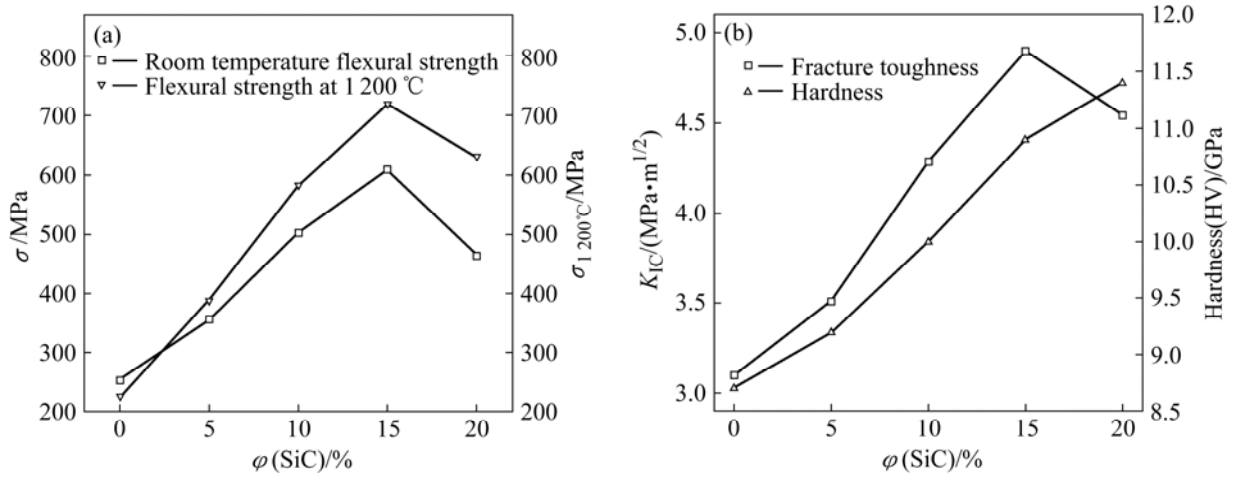 (a)
Room temperature flexural strength
Flexural strength at 1 200 ℃
800
700
600
500
400
300
200
σ/MPa
0 5 10 15 20
φ(SiC)/%
800
700
600
500
400
300
200
σ1 200℃/MPa
(b)
Fracture toughness
Hardness
5.0
4.5
4.0
3.5
3.0
KIC/(MPa•m1/2)
0 5 10 15 20
φ(SiC)/%
12.0
11.5
11.0
10.5
10.0
9.5
9.0
8.5
Hardness(HV)/GPa